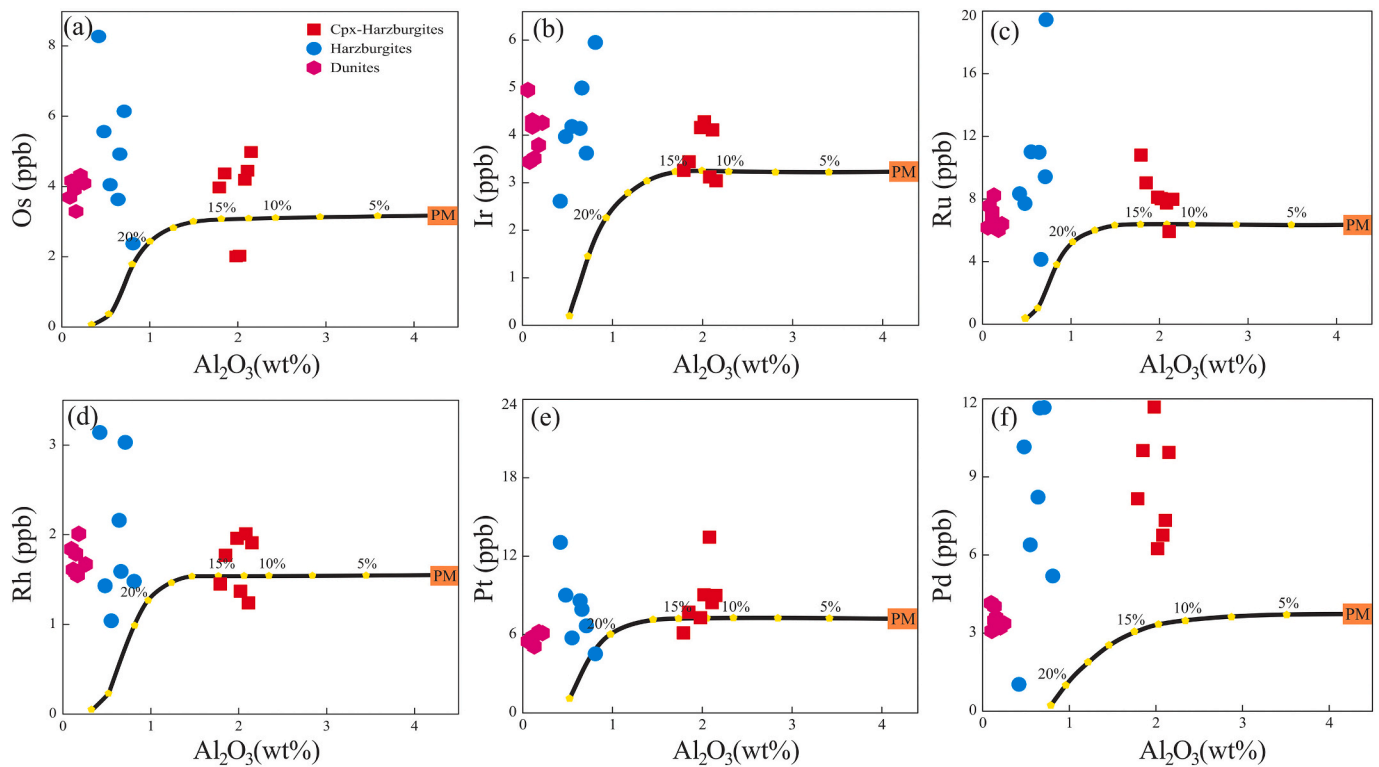 (a)
Cpx-Harzburgites
Harzburgites
Dunites
8
6
4
2
0
Os (ppb)
20%
15%
10%
5%
PM
0 1 2 3 4
Al₂O₃(wt%)
(b)
6
5
4
3
2
1
0
Ir (ppb)
20%
15%
10%
5%
PM
0 1 2 3 4
Al₂O₃(wt%)
(c)
20
16
12
8
4
0
Ru (ppb)
20%
15%
10%
5%
PM
0 1 2 3 4
Al₂O₃(wt%)
(d)
3
2
1
0
Rh (ppb)
20%
15%
10%
5%
PM
0 1 2 3 4
Al₂O₃(wt%)
(e)
24
18
12
6
0
Pt (ppb)
20%
15%
10%
5%
PM
0 1 2 3 4
Al₂O₃(wt%)
(f)
12
9
6
3
0
Pd (ppb)
20%
15%
10%
5%
PM
0 1 2 3 4
Al₂O₃(wt%)